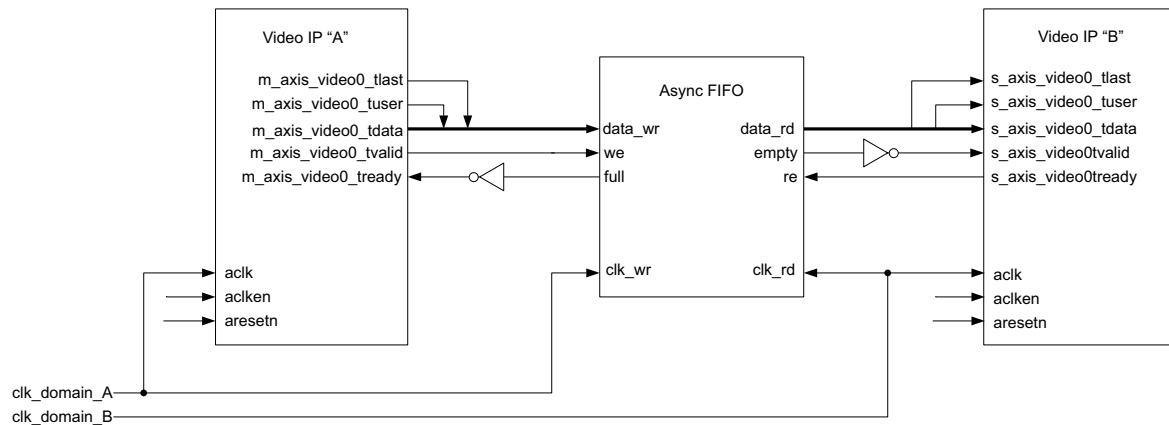 Video IP “A”
m_axis_video0_tlast
m_axis_video0_tuser
m_axis_video0_tdata
m_axis_video0_tvalid
m_axis_video0_tready
aclk
aclken
aresetn
Async FIFO
data_wr
we
full
clk_wr
data_rd
empty
re
clk_rd
Video IP “B”
s_axis_video0_tlast
s_axis_video0_tuser
s_axis_video0_tdata
s_axis_video0tvalid
s_axis_video0tready
aclk
aclken
aresetn
clk_domain_A
clk_domain_B